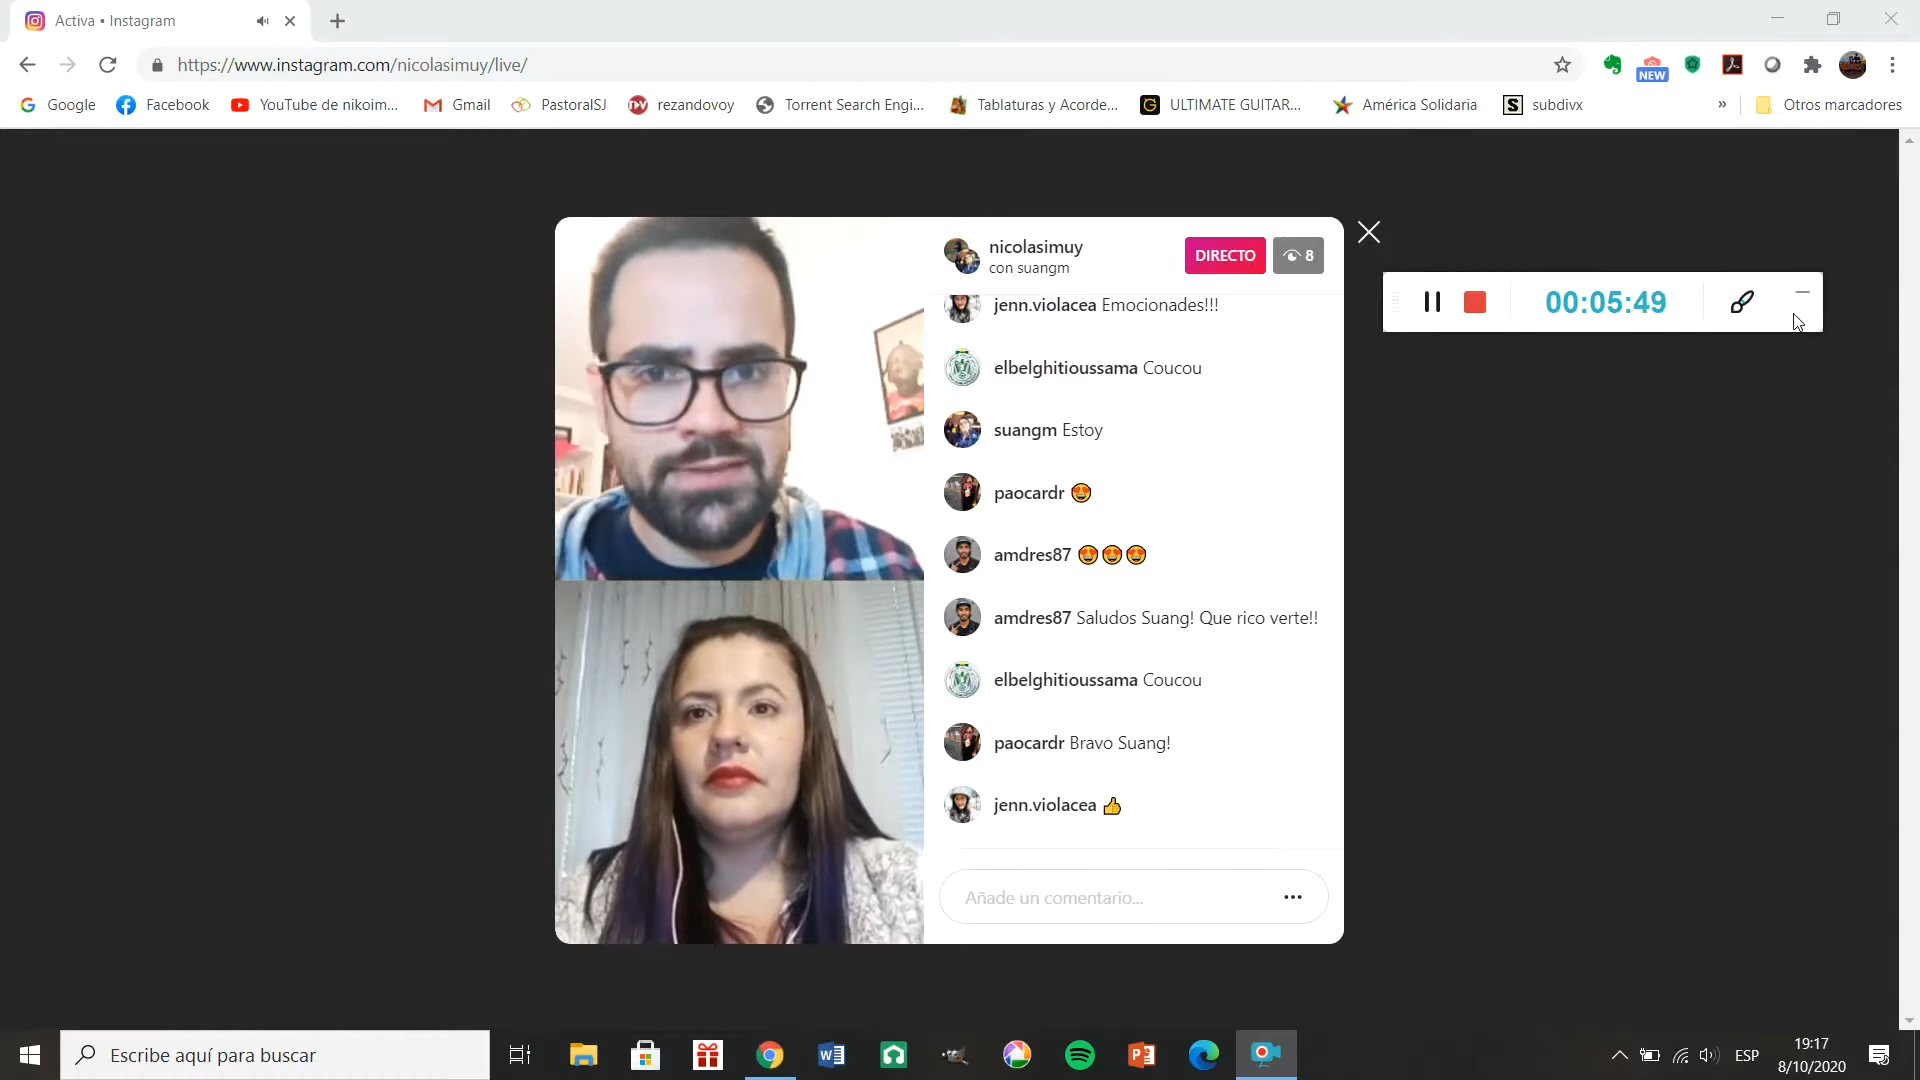 Activa • Instagram
https://www.instagram.com/nicolasimuy/live/
NEW
Google
Facebook
YouTube de nikoim...
Gmail
PastoralSJ
rezandovoy
Torrent Search Engi...
Tablaturas y Acorde...
ULTIMATE GUITAR...
América Solidaria
subdivx
»
Otros marcadores
nicolasimuy
con suangm
DIRECTO
8
00:05:49
jenn.violacea Emocionades!!!
elbelghitioussama Coucou
suangm Estoy
paocardr 😍
amdres87 😍😍😍
amdres87 Saludos Suang! Que rico verte!!
elbelghitioussama Coucou
paocardr Bravo Suang!
jenn.violacea 👍
Añade un comentario...
Escribe aquí para buscar
ESP
19:17
8/10/2020